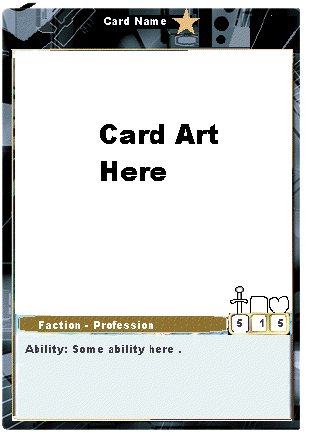 Card Name
Card Art
Here
5 1 5
Faction - Profession
Ability: Some ability here .